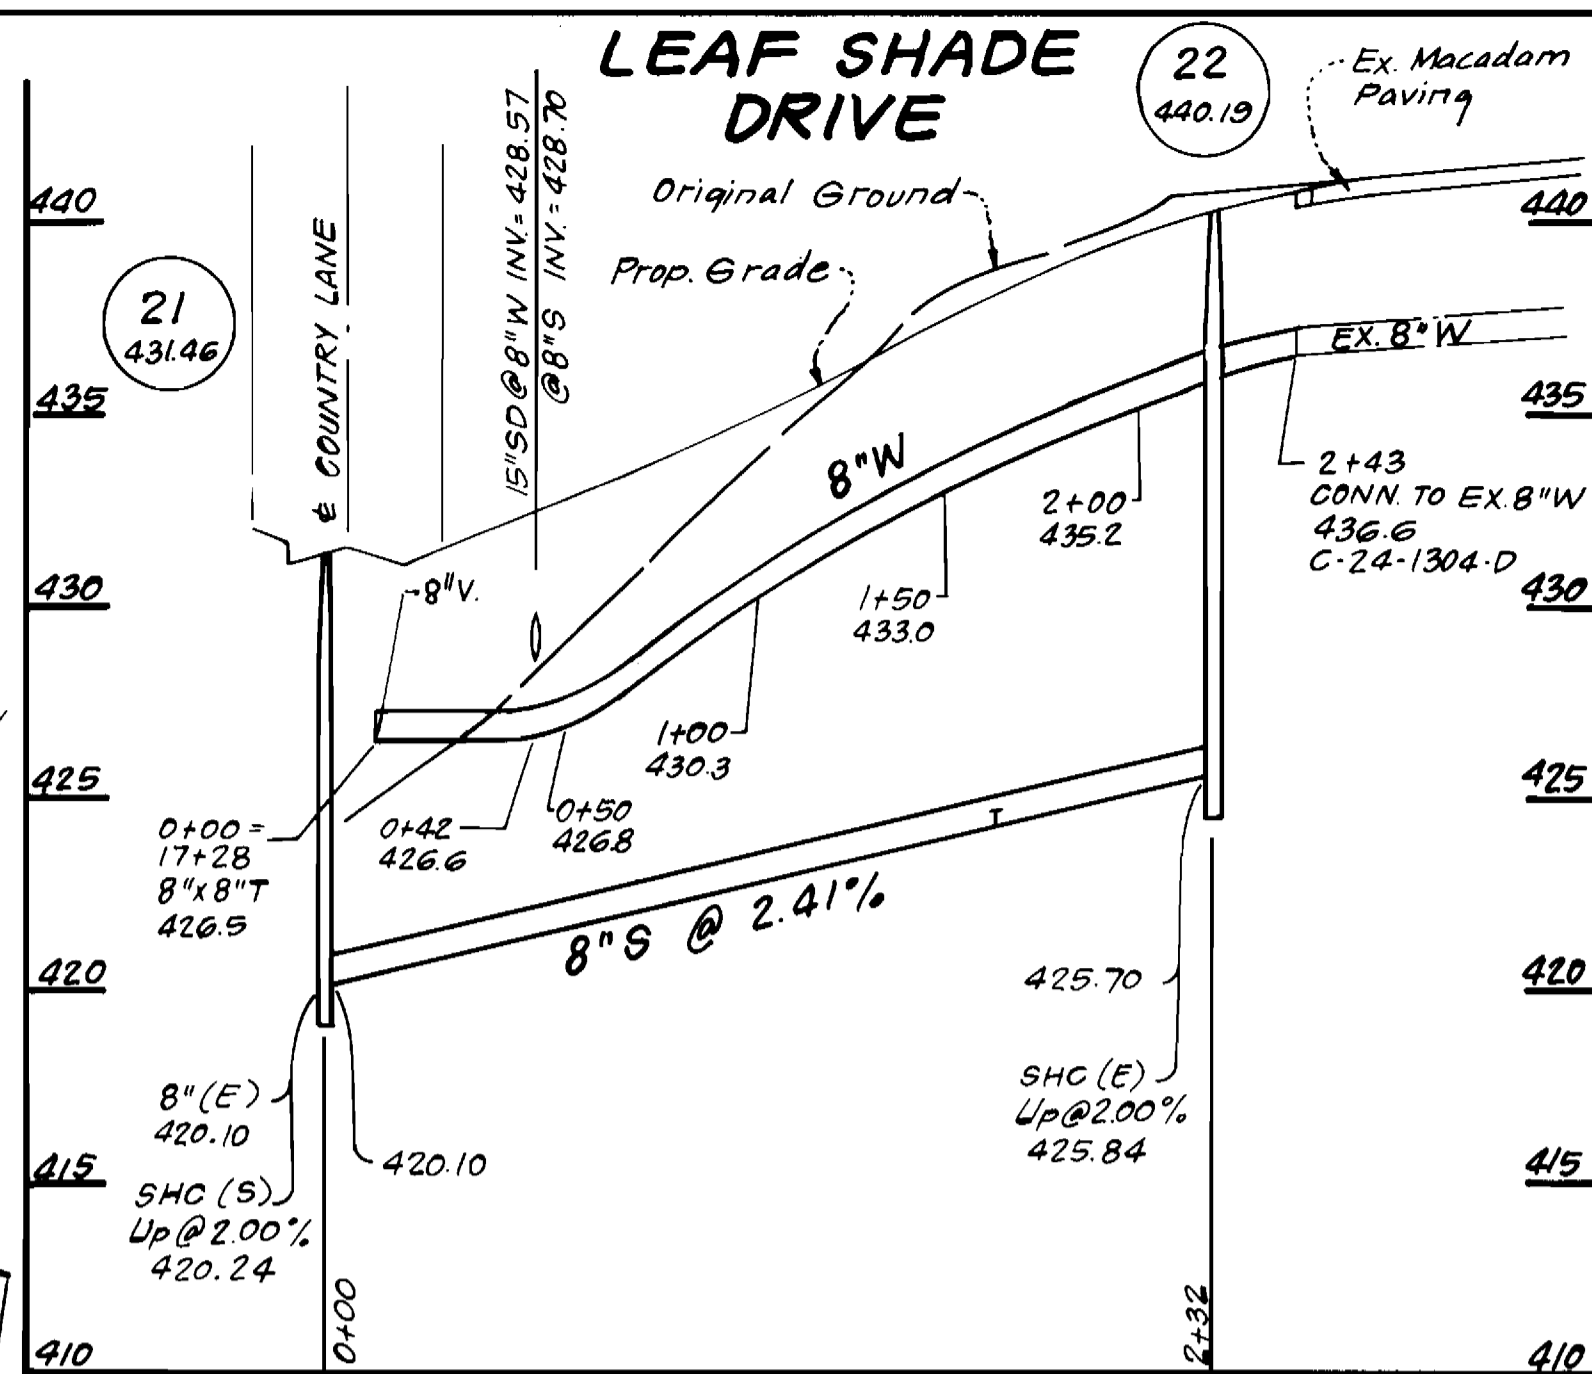 LEAF SHADE
DRIVE
22
440.19
Ex. Macadam
Paving
15"SD@8"W INV.=428.57
@8"S INV.=428.70
Original Ground
Prop. Grade
440
440
21
431.46
℄ COUNTRY LANE
EX. 8"W
435
435
8"W
2+43
CONN. TO EX. 8"W
436.6
C-24-1304-D
2+00
435.2
1+50
433.0
430
430
8"V.
1+00
430.3
425
425
0+00 =
17+28
8"x8"T
426.5
0+42
426.6
0+50
426.8
T
8"S @ 2.41%
420
420
425.70
8"(E)
420.10
420.10
SHC (E)
Up@2.00%
425.84
415
415
SHC (S)
Up@2.00%
420.24
0+00
2+32
410
410